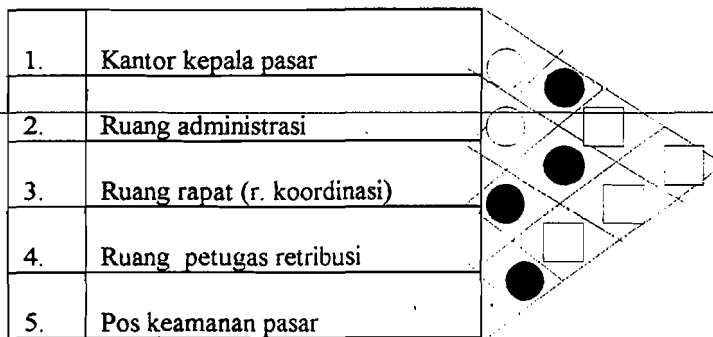 1. Kantor kepala pasar
2. Ruang administrasi
3. Ruang rapat (r. koordinasi)
4. Ruang petugas retribusi
5. Pos keamanan pasar